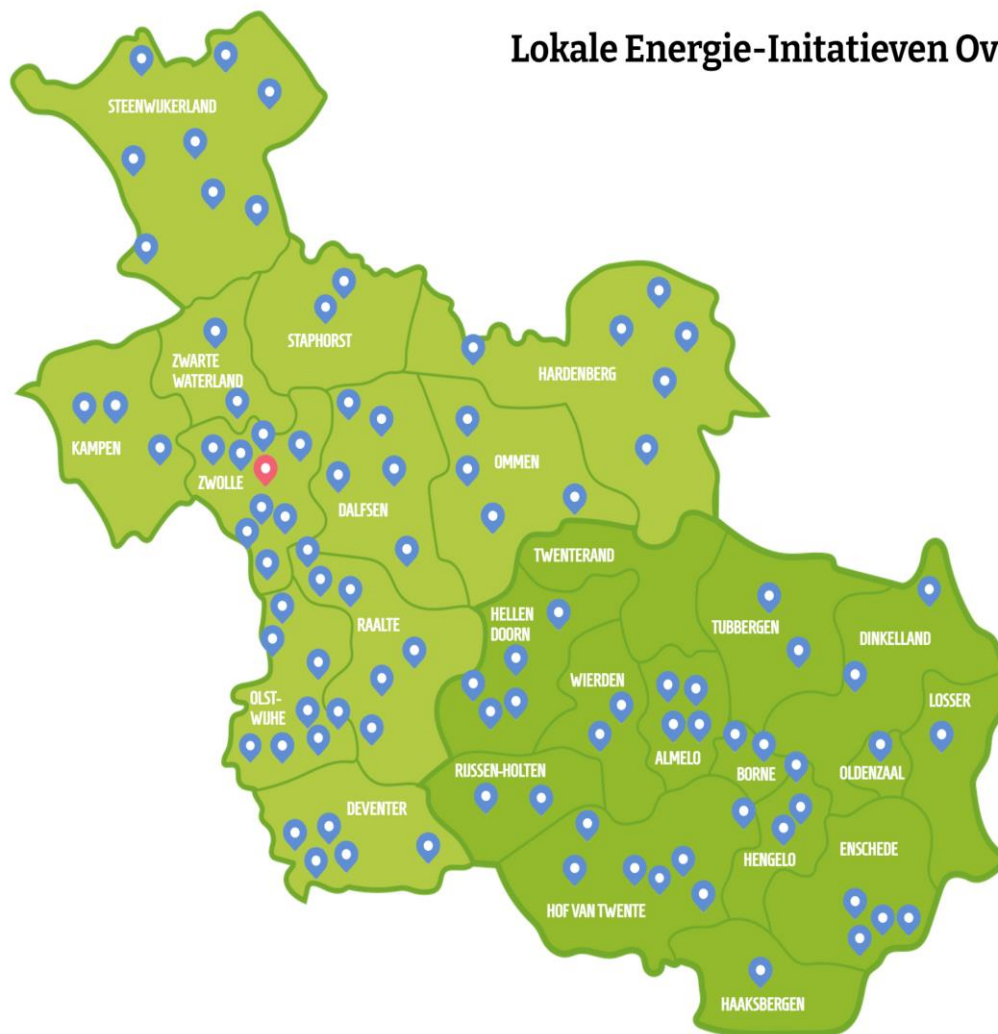 Lokale Energie-Initatieven Ov
STEENWIJKERLAND
STAPHORST
ZWARTE
WATERLAND
HARDENBERG
KAMPEN
ZWOLLE
OMMEN
DALFSEN
TWENTERAND
HELLEN
DOORN
RAALTE
TUBBERGEN
DINKELLAND
WIERDEN
OLST-
WIJHE
LOSSER
ALMELO
BORNE
OLDENZAAL
RIJSSEN-HOLTEN
DEVENTER
HENGELO
ENSCHEDE
HOF VAN TWENTE
HAAKSBERGEN